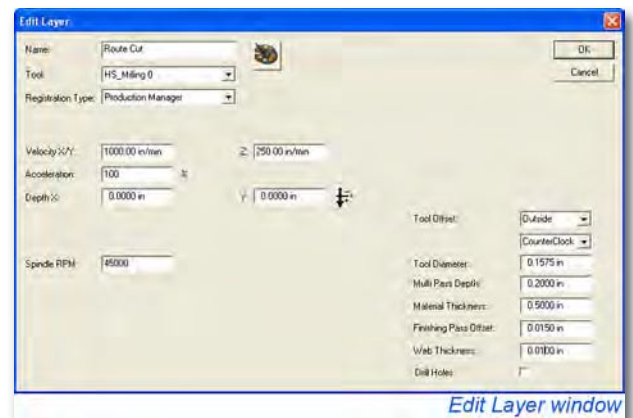 Edit Layer
Name: Route Cut
OK
Tool: HS_Milling 0
Cancel
Registration Type: Production Manager
Velocity X/Y: 1000.00 in/min Z: 250.00 in/min
Acceleration: 100 %
Depth X: 0.0000 in Y: 0.0000 in
Tool Offset: Outside
CounterClock
Spindle RPM: 45000
Tool Diameter: 0.1575 in
Multi Pass Depth: 0.2000 in
Material Thickness: 0.5000 in
Finishing Pass Offset: 0.0150 in
Web Thickness: 0.0100 in
Drill Holes:
Edit Layer window